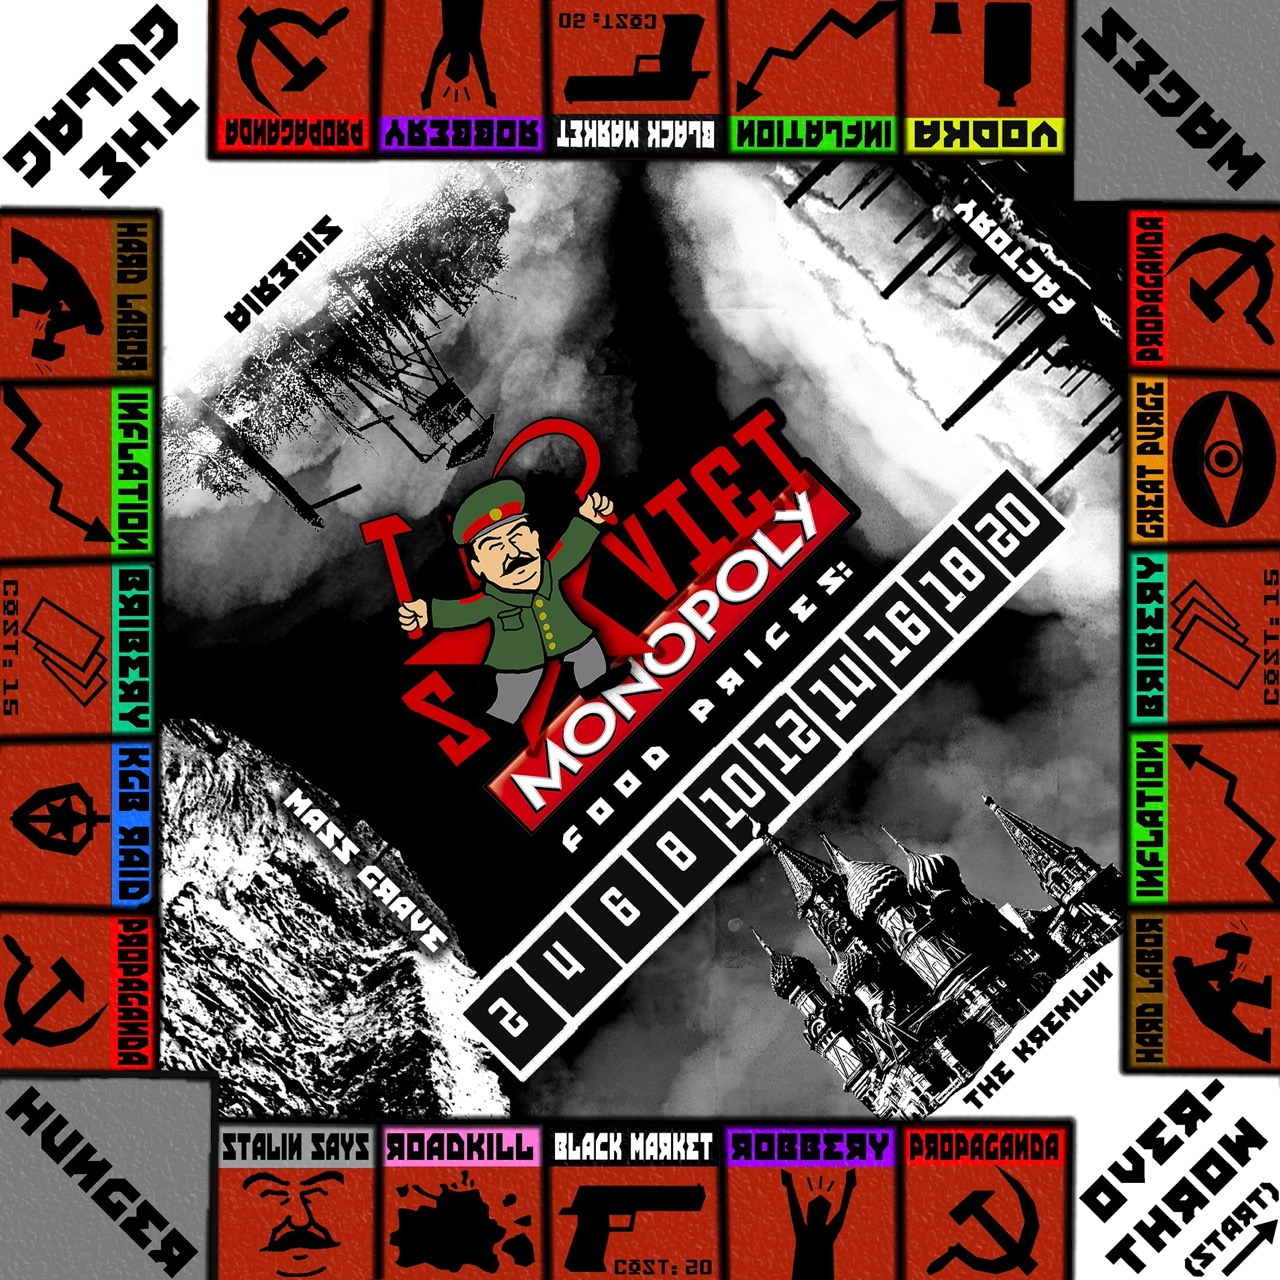 THE
GULAG
PROPAGANDA
ROBBERY
BLACK MARKET
COST: 20
INFLATION
VODKA
WAGES
HARD LABOR
INFLATION
BRIBERY
COST: 15
KGB RAID
PROPAGANDA
SIBERIA
FACTORY
SOVIET
MONOPOLY
FOOD PRICES:
2 4 6 8 10 12 14 16 18 20
MASS GRAVE
THE KREMLIN
PROPAGANDA
GREAT PURGE
BRIBERY
COST: 15
INFLATION
HARD LABOR
HUNGER
STALIN SAYS
ROADKILL
BLACK MARKET
COST: 20
ROBBERY
PROPAGANDA
OVER-
THROW
(START)